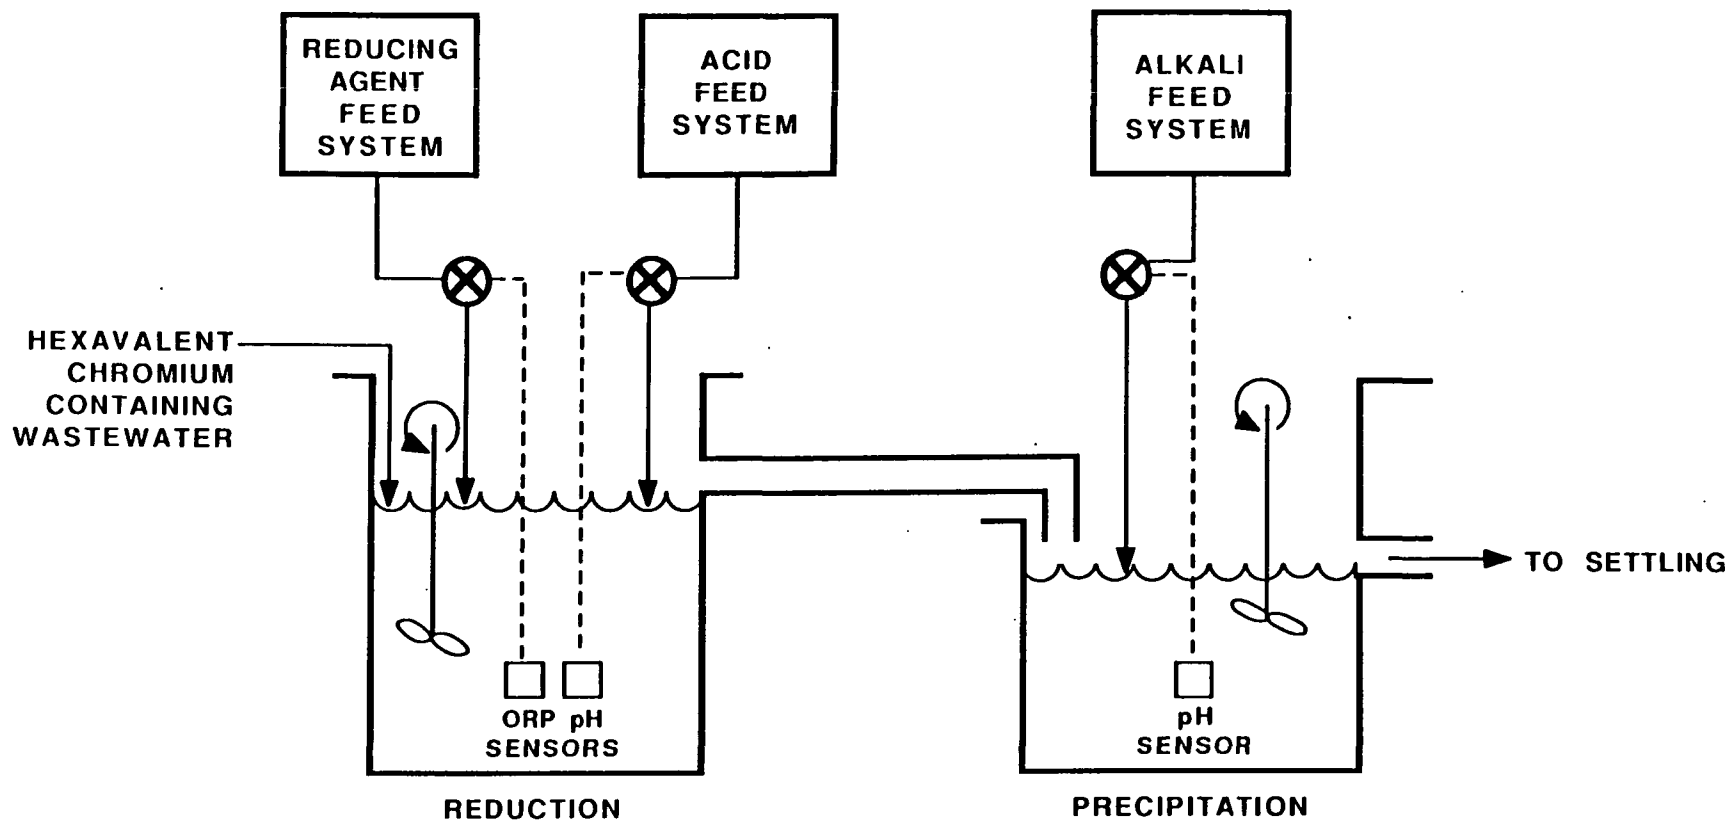 REDUCING
AGENT
FEED
SYSTEM
ACID
FEED
SYSTEM
ALKALI
FEED
SYSTEM
HEXAVALENT
CHROMIUM
CONTAINING
WASTEWATER
TO SETTLING
ORP pH
SENSORS
pH
SENSOR
REDUCTION
PRECIPITATION